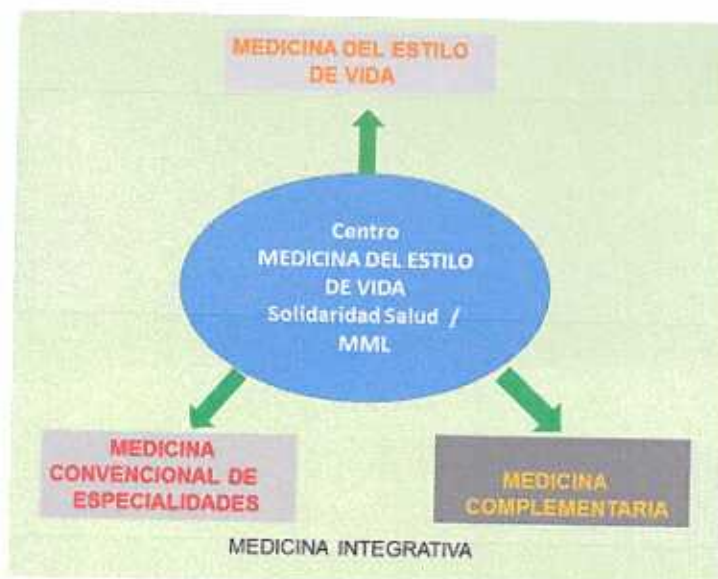 MEDICINA DEL ESTILO
DE VIDA
Centro
MEDICINA DEL ESTILO
DE VIDA
Solidaridad Salud /
MML
MEDICINA
CONVENCIONAL DE
ESPECIALIDADES
MEDICINA
COMPLEMENTARIA
MEDICINA INTEGRATIVA